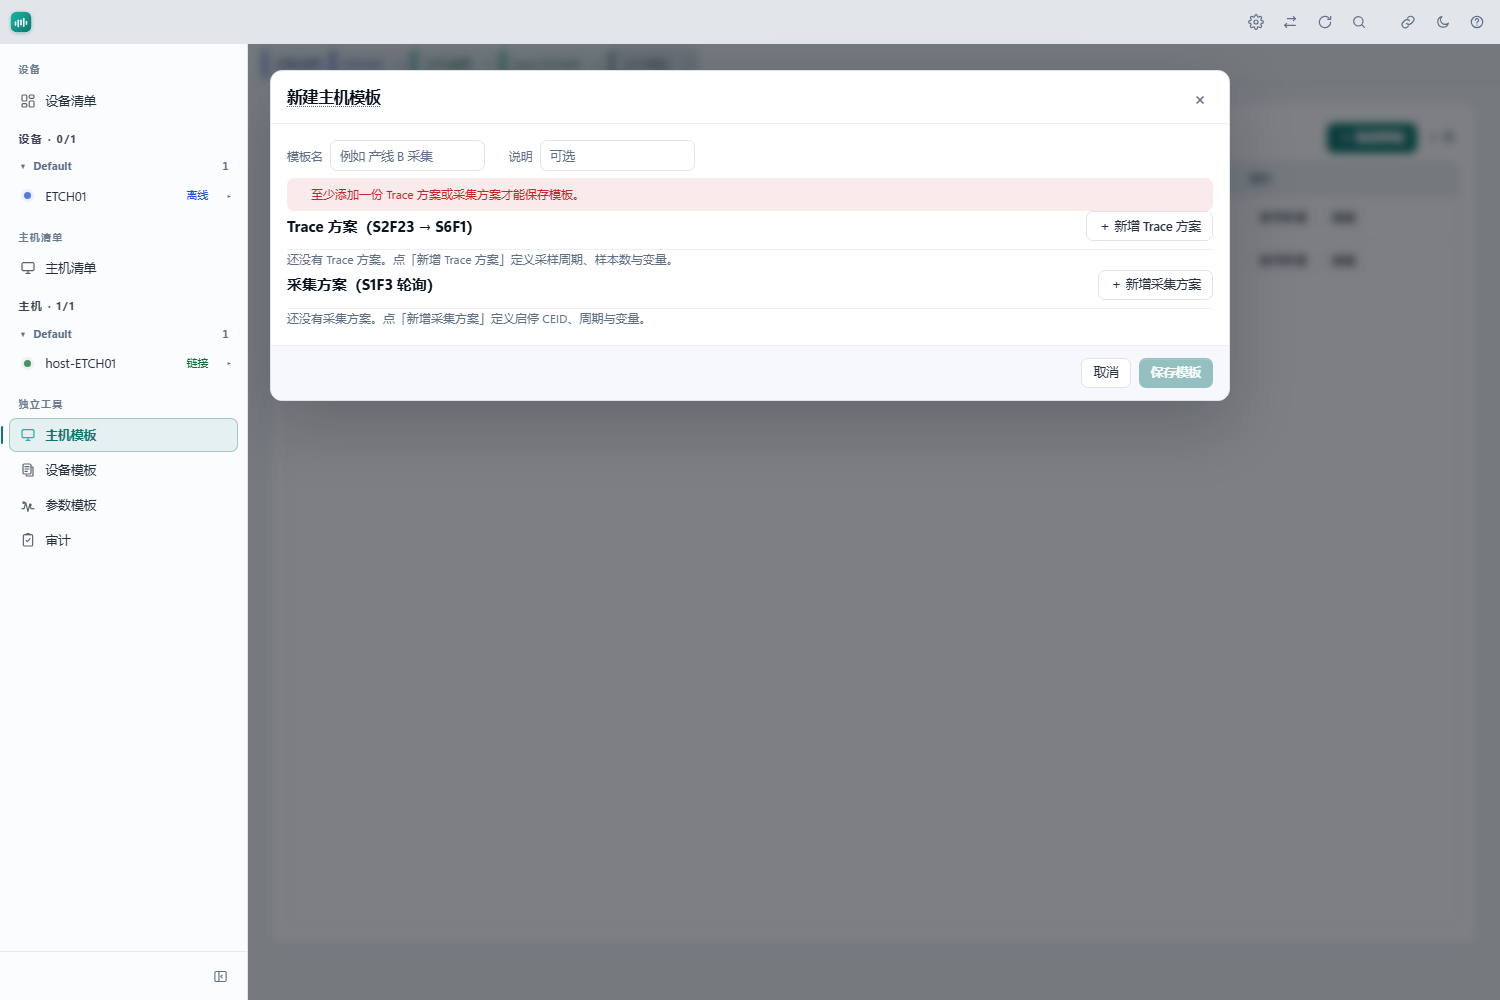 设备
设备清单
设备 · 0/1
Default 1
ETCH01 离线
主机清单
主机清单
主机 · 1/1
Default 1
host-ETCH01 链接
独立工具
主机模板
设备模板
参数模板
审计
新建主机模板
模板名 例如 产线 B 采集 说明 可选
至少添加一份 Trace 方案或采集方案才能保存模板。
Trace 方案（S2F23 → S6F1） + 新增 Trace 方案
还没有 Trace 方案。点「新增 Trace 方案」定义采样周期、样本数与变量。
采集方案（S1F3 轮询） + 新增采集方案
还没有采集方案。点「新增采集方案」定义启停 CEID、周期与变量。
取消 保存模板